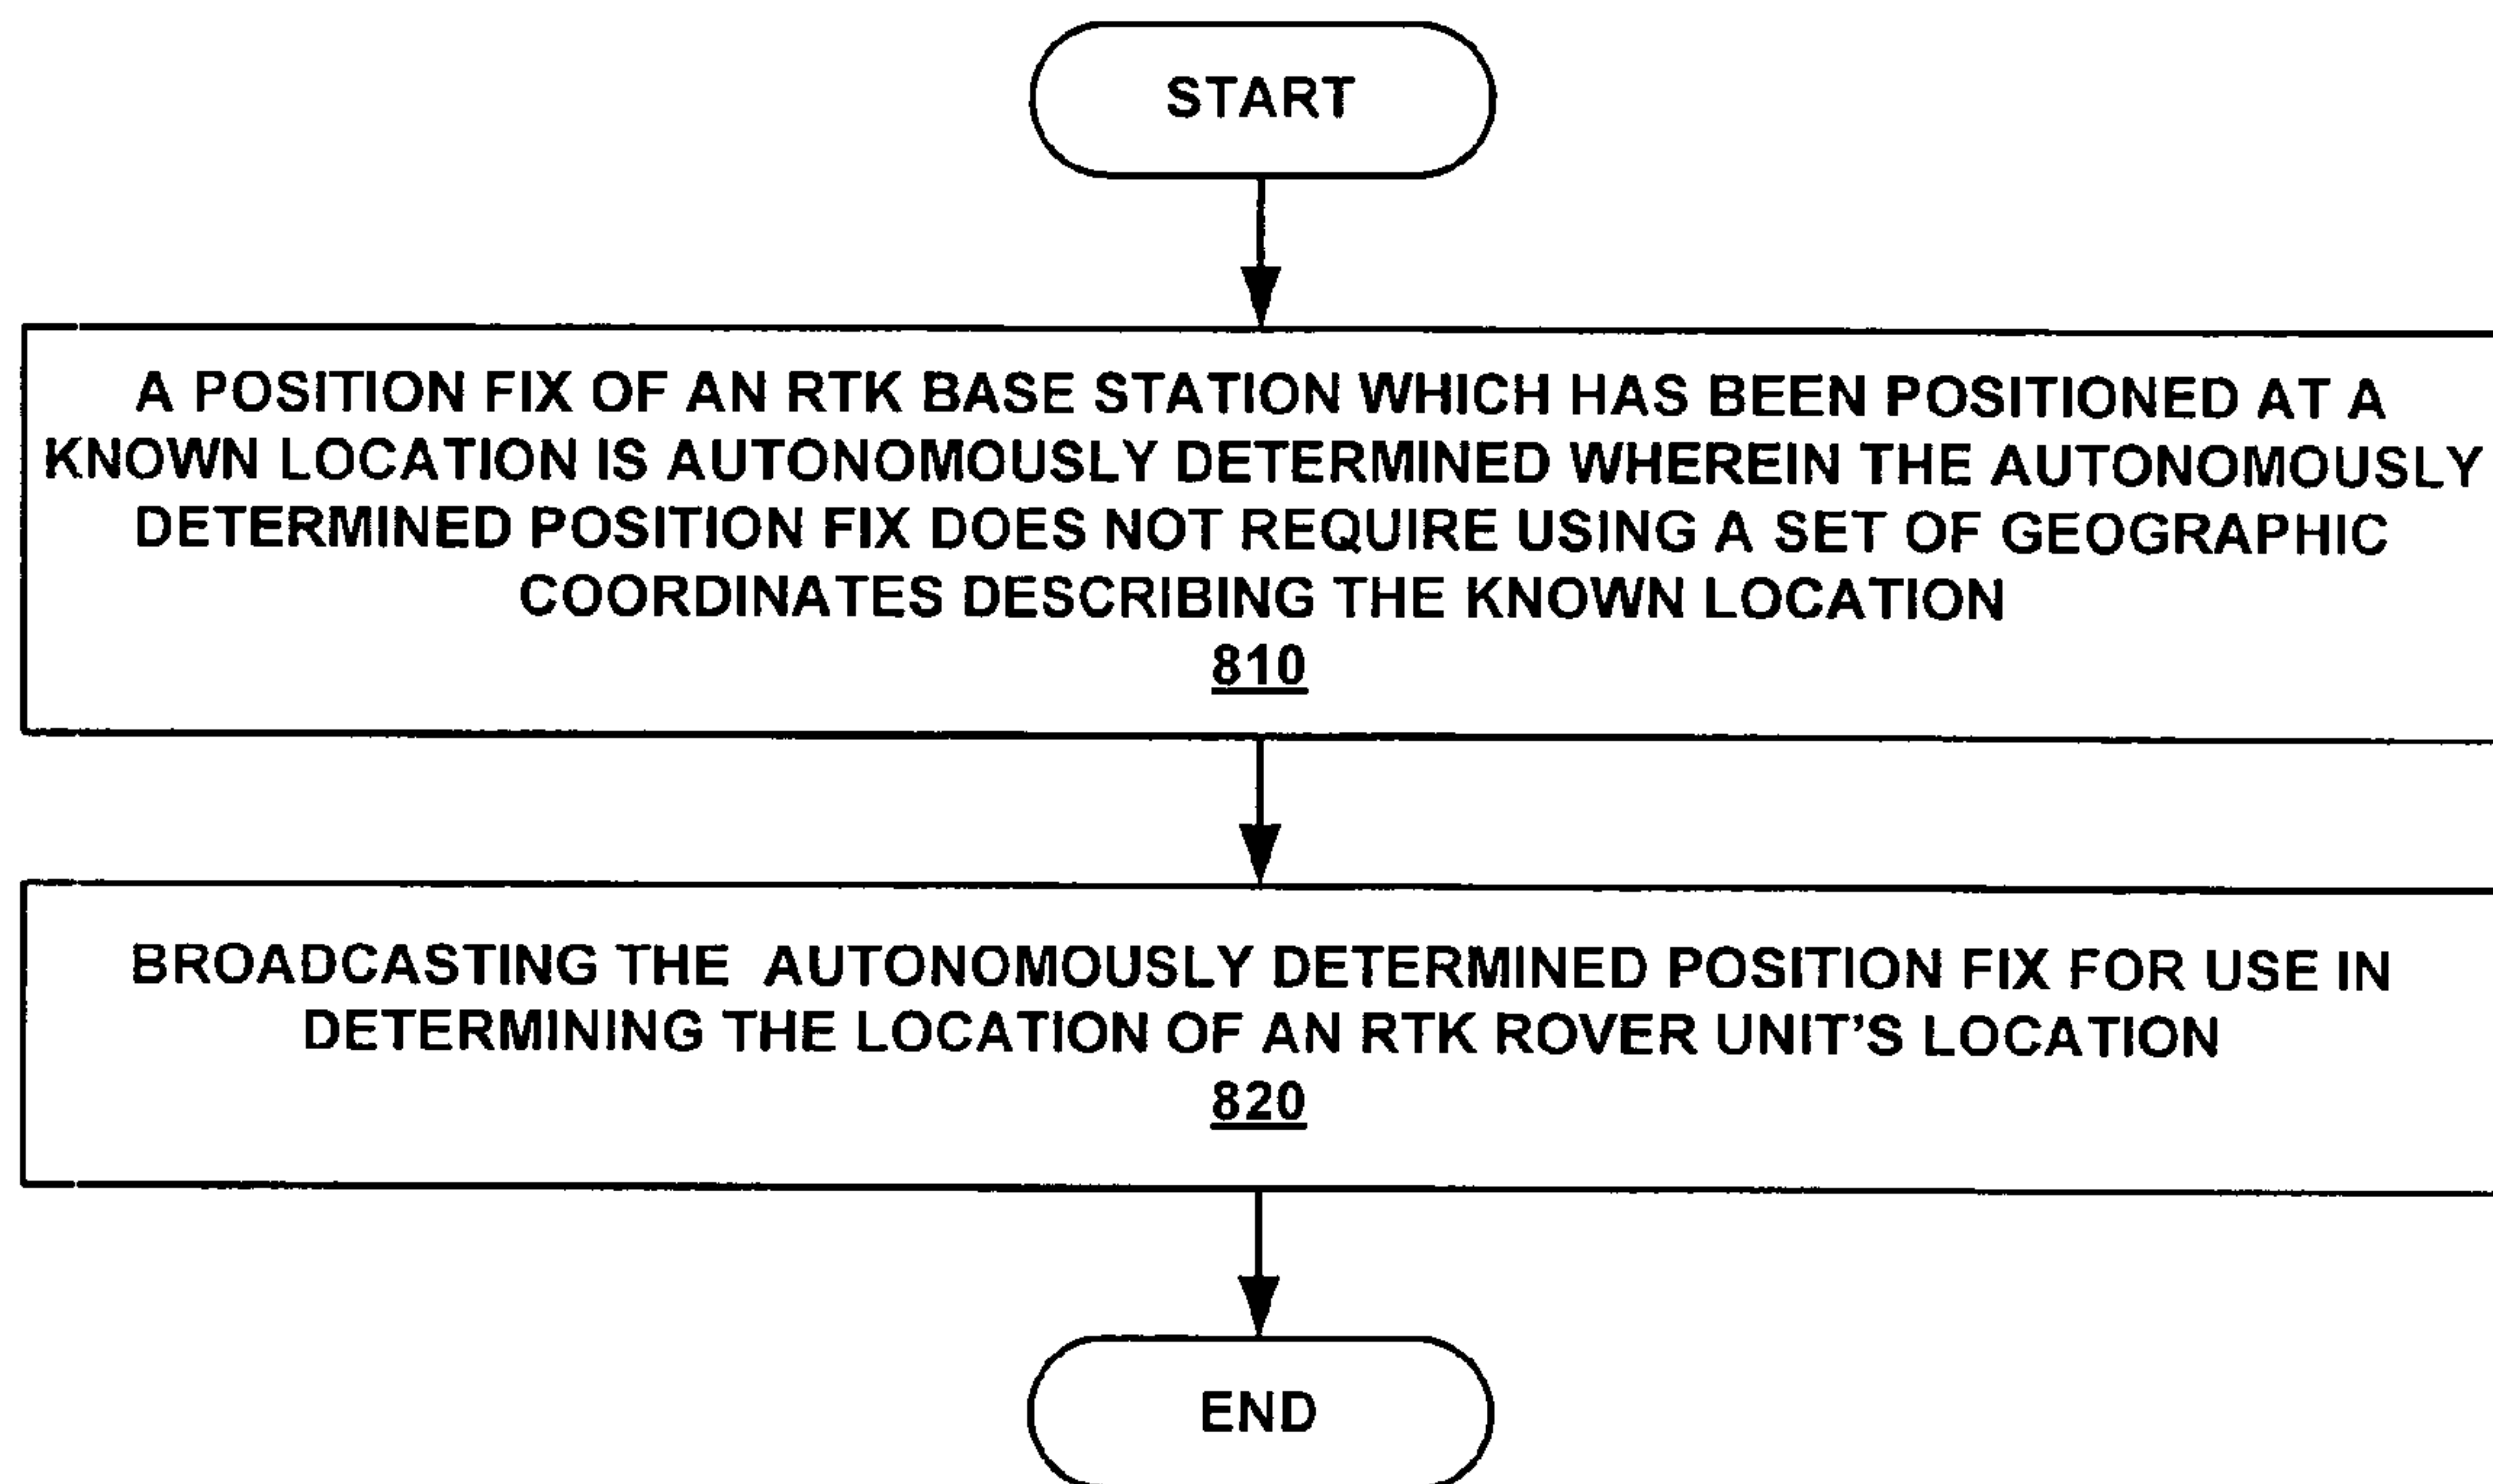 START
A POSITION FIX OF AN RTK BASE STATION WHICH HAS BEEN POSITIONED AT A
KNOWN LOCATION IS AUTONOMOUSLY DETERMINED WHEREIN THE AUTONOMOUSLY
DETERMINED POSITION FIX DOES NOT REQUIRE USING A SET OF GEOGRAPHIC
COORDINATES DESCRIBING THE KNOWN LOCATION
810
BROADCASTING THE AUTONOMOUSLY DETERMINED POSITION FIX FOR USE IN
DETERMINING THE LOCATION OF AN RTK ROVER UNIT'S LOCATION
820
END